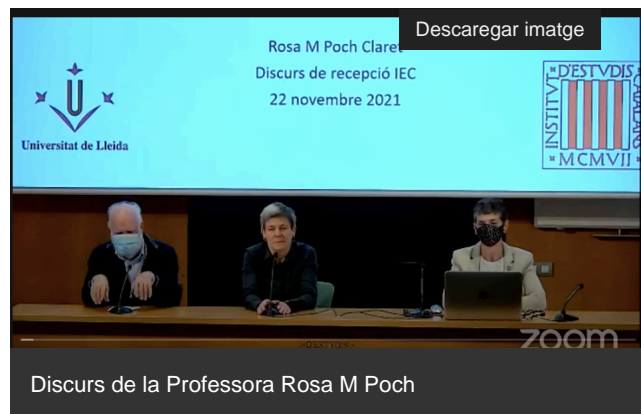 Descaregar imatge
Rosa M Poch Claret
Discurs de recepció IEC
22 novembre 2021
Universitat de Lleida
INSTITVT
D'ESTVDIS
CATALANS
MCMVII
zoom
Discurs de la Professora Rosa M Poch